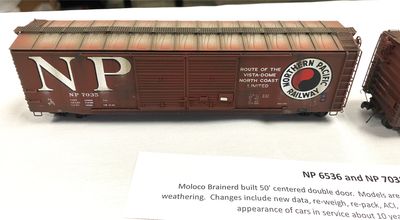 NP
NP 7035
ROUTE OF THE
VISTA-DOME
NORTH COAST
LIMITED
NORTHERN PACIFIC
RAILWAY
NP 6536 and NP 703
Moloco Brainerd built 50' centered double door. Models are
weathering. Changes include new data, re-weigh, re-pack, ACI,
appearance of cars in service about 10 yea